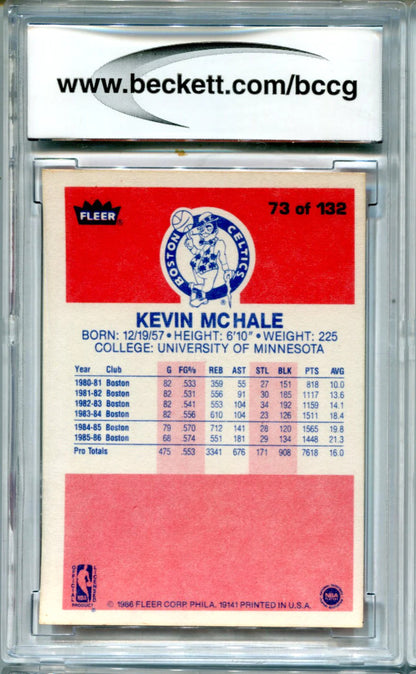 www.beckett.com/bccg
FLEER
73 of 132
BOSTON CELTICS
KEVIN MCHALE
BORN: 12/19/57 • HEIGHT: 6'10" • WEIGHT: 225
COLLEGE: UNIVERSITY OF MINNESOTA
Year Club G FG% REB AST STL BLK PTS AVG
1980-81 Boston 82 .533 359 55 27 151 818 10.0
1981-82 Boston 82 .531 556 91 30 185 1117 13.6
1982-83 Boston 82 .541 553 104 34 192 1159 14.1
1983-84 Boston 82 .556 610 104 23 126 1511 18.4
1984-85 Boston 79 .570 712 141 28 120 1565 19.8
1985-86 Boston 68 .574 551 181 29 134 1448 21.3
Pro Totals 475 .553 3341 676 171 908 7618 16.0
OFFICIAL LICENSED
NBA
PRODUCT
© 1986 FLEER CORP. PHILA. 19141 PRINTED IN U.S.A.
NBA